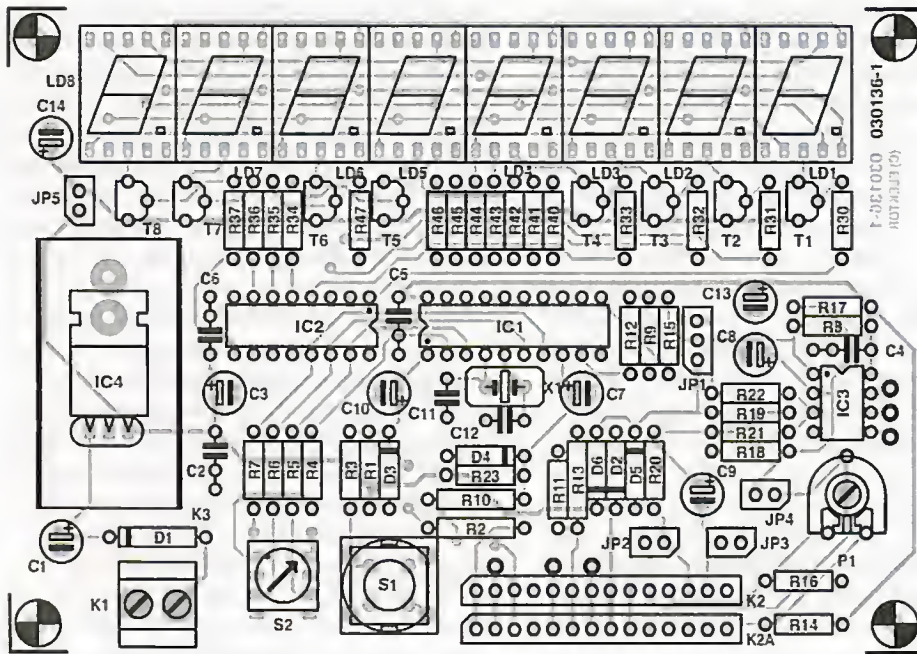 LD8
C14
030136-1
(C) ELEKTOR
030136-1
LD7 LD6 LD5 LD4 LD3 LD2 LD1
JP5
T8 T7 R37 R36 R35 R34 T6 R47 T5 R46 R45 R44 R43 R42 R41 R40 T4 R33 T3 R32 T2 R31 T1 R30
C6 C5 C13
IC2 IC1 R12 R9 R15 JP1 C8 R17
R8
C4
IC4 C3 C10 C11 X1 C7 R22 IC3
R19
C12 R21
C2 R7 R6 R5 R4 R3 R1 D3 D4 R18
R23 R11 R13 D6 D2 D5 R20 C9
R10 JP4
K3 R2 JP2 JP3 P1
C1 D1
K1 S2 S1 K2 R16
K2A R14